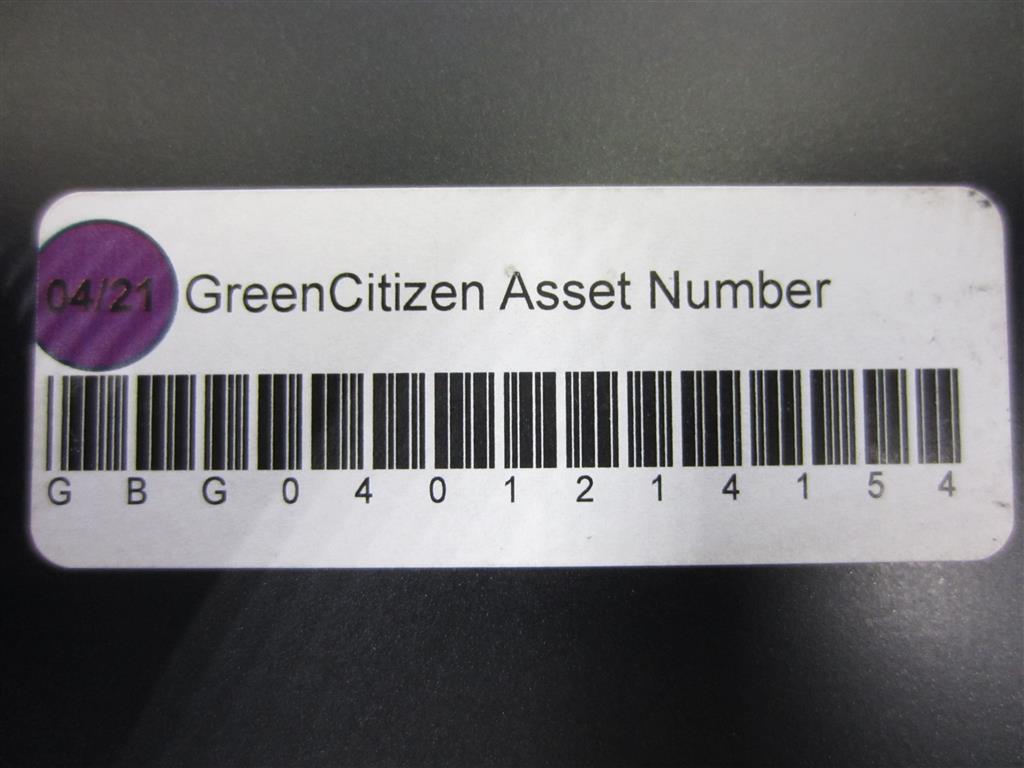 04/21 GreenCitizen Asset Number
G B G 0 4 0 1 2 1 4 1 5 4